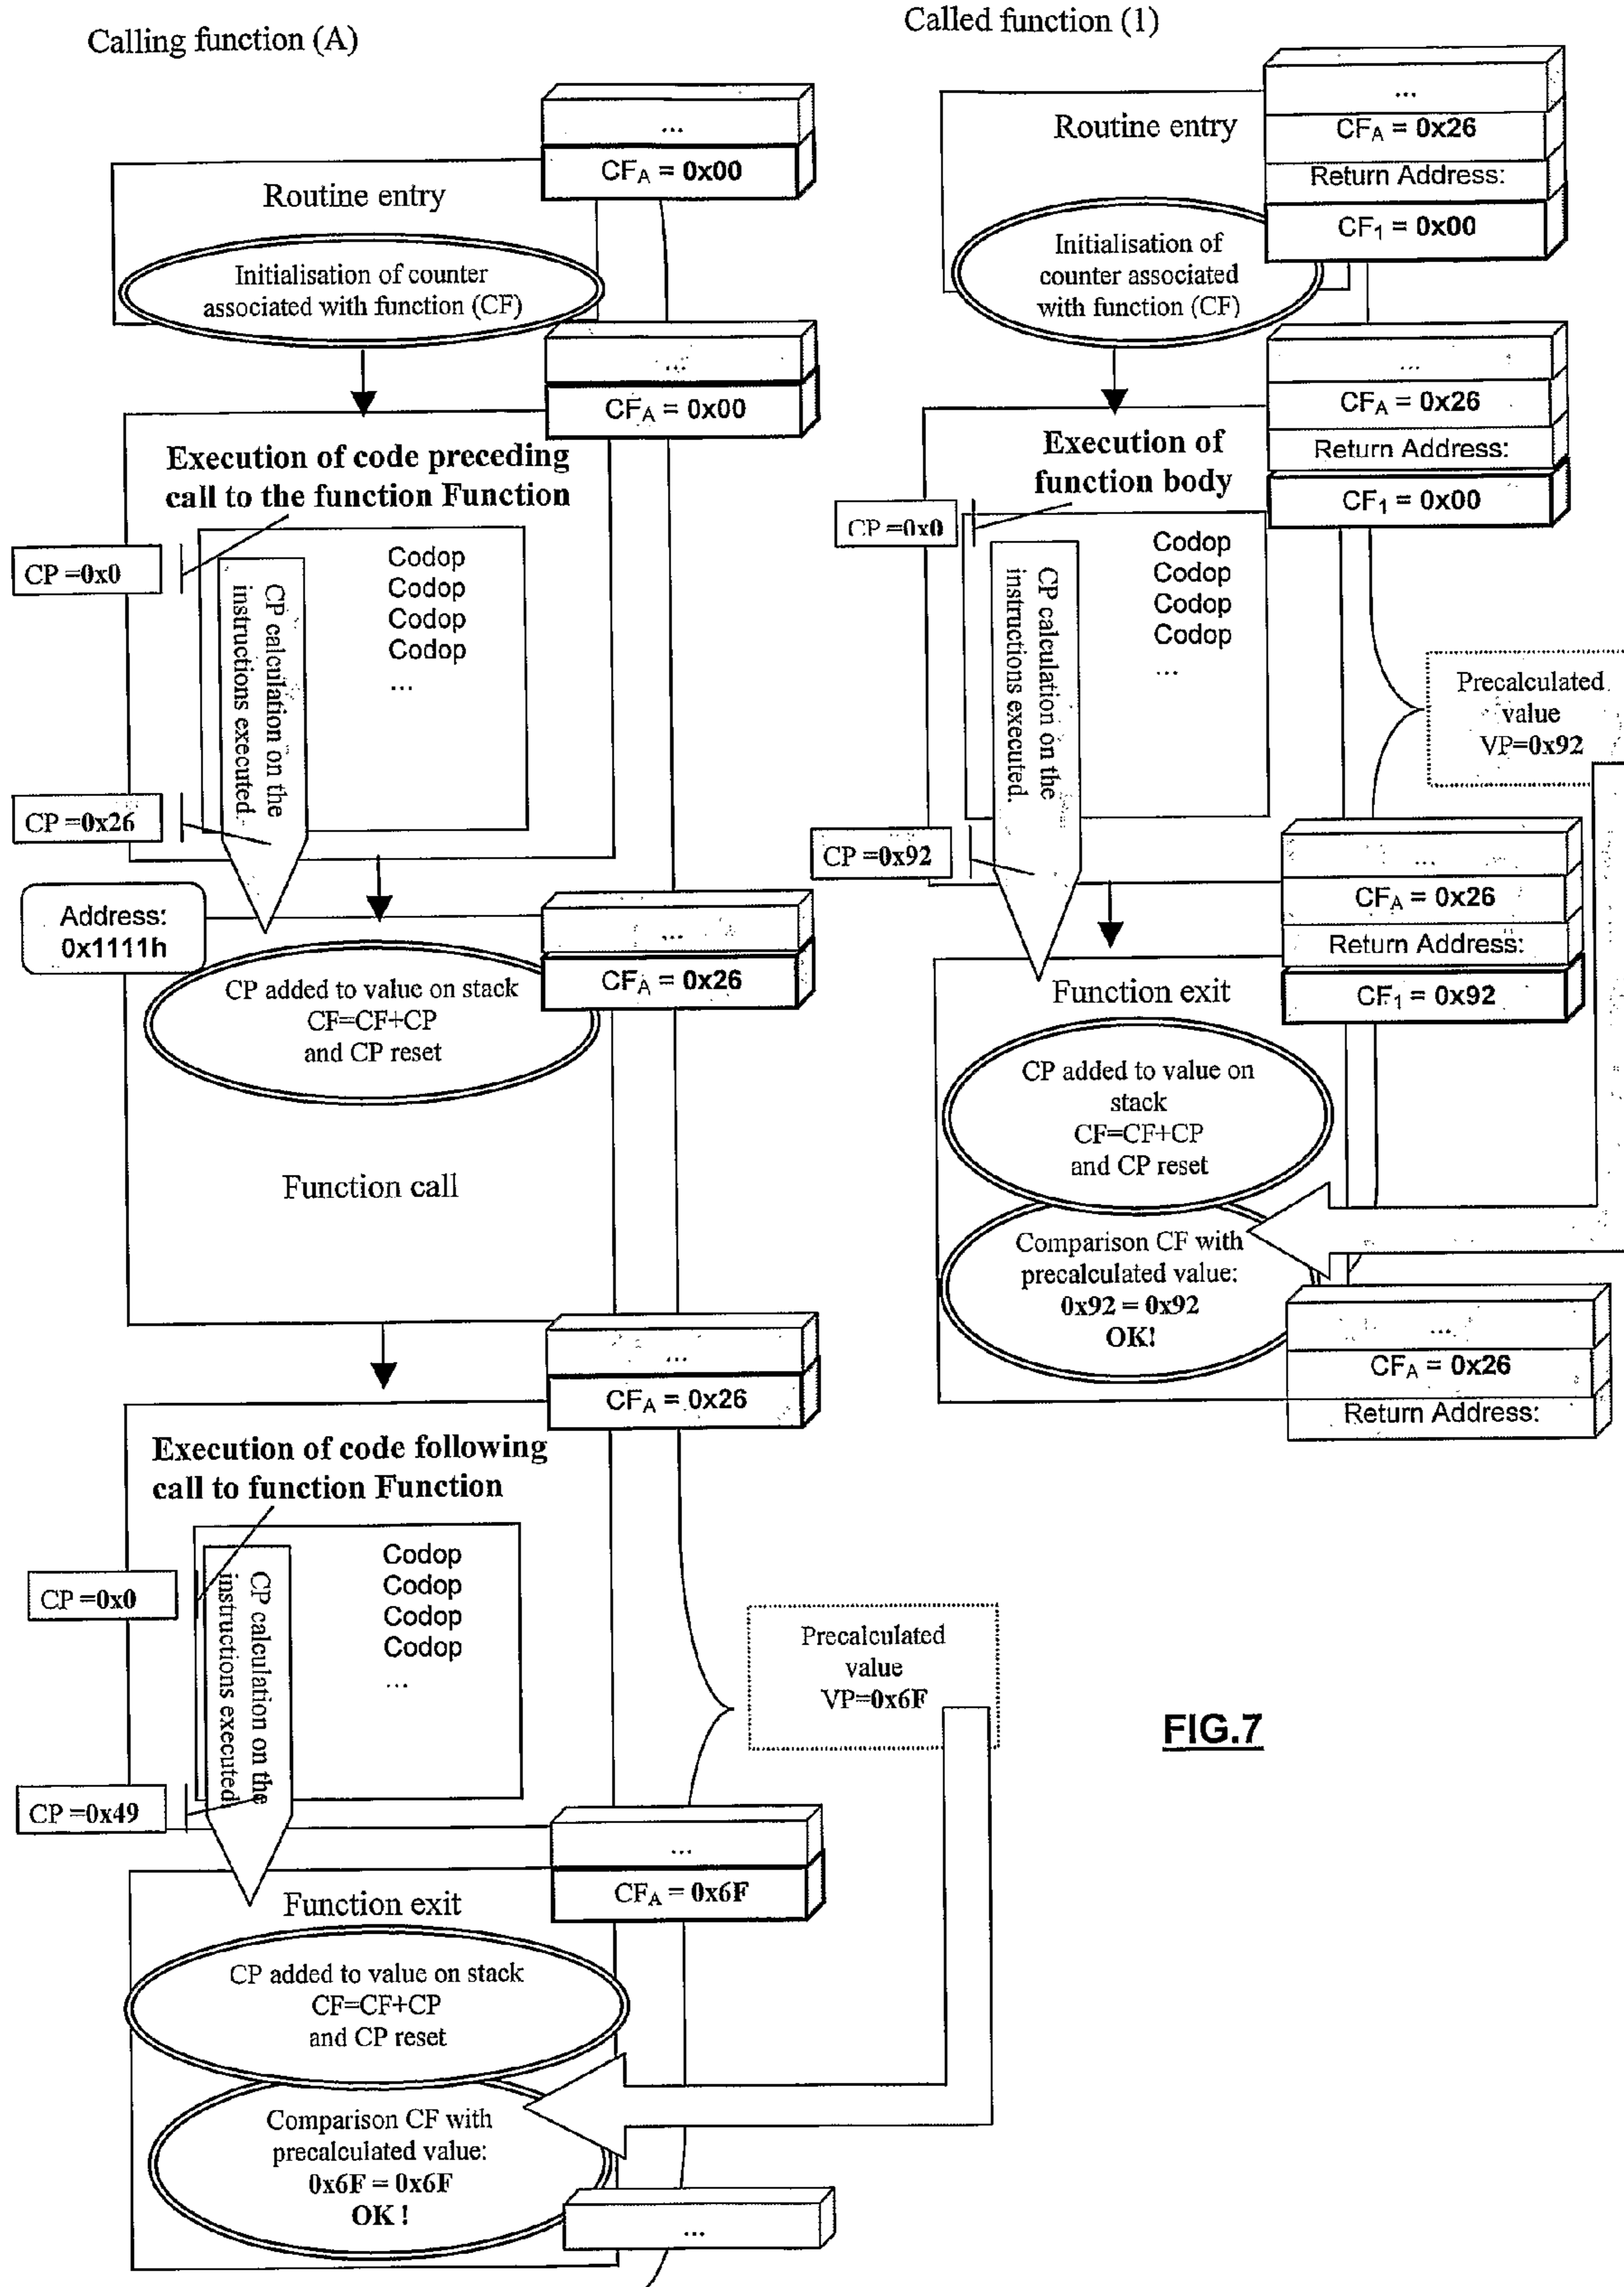 Calling function (A)
...
CFA = 0x00
Routine entry
Initialisation of counter
associated with function (CF)
...
CFA = 0x00
Execution of code preceding
call to the function Function
CP =0x0
CP calculation on the
instructions executed.
Codop
Codop
Codop
Codop
...
CP =0x26
Address:
0x1111h
...
CFA = 0x26
CP added to value on stack
CF=CF+CP
and CP reset
Function call
...
CFA = 0x26
Execution of code following
call to function Function
CP =0x0
CP calculation on the
instructions executed
Codop
Codop
Codop
Codop
...
CP =0x49
Precalculated
value
VP=0x6F
...
CFA = 0x6F
Function exit
CP added to value on stack
CF=CF+CP
and CP reset
Comparison CF with
precalculated value:
0x6F = 0x6F
OK !
...
Called function (1)
...
CFA = 0x26
Return Address:
CF1 = 0x00
Routine entry
Initialisation of
counter associated
with function (CF)
...
CFA = 0x26
Return Address:
CF1 = 0x00
Execution of
function body
CP =0x0
CP calculation on the
instructions executed.
Codop
Codop
Codop
Codop
...
Precalculated
value
VP=0x92
CP =0x92
...
CFA = 0x26
Return Address:
CF1 = 0x92
Function exit
CP added to value on
stack
CF=CF+CP
and CP reset
Comparison CF with
precalculated value:
0x92 = 0x92
OK!
...
CFA = 0x26
Return Address:
FIG.7